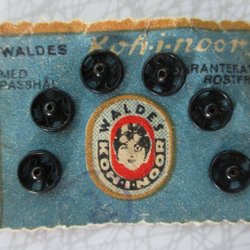 WALDES Koh-i-noor
MED
PASSHÅL
GARANTERAT
ROSTFRI
WALDES
KOH-I-NOOR